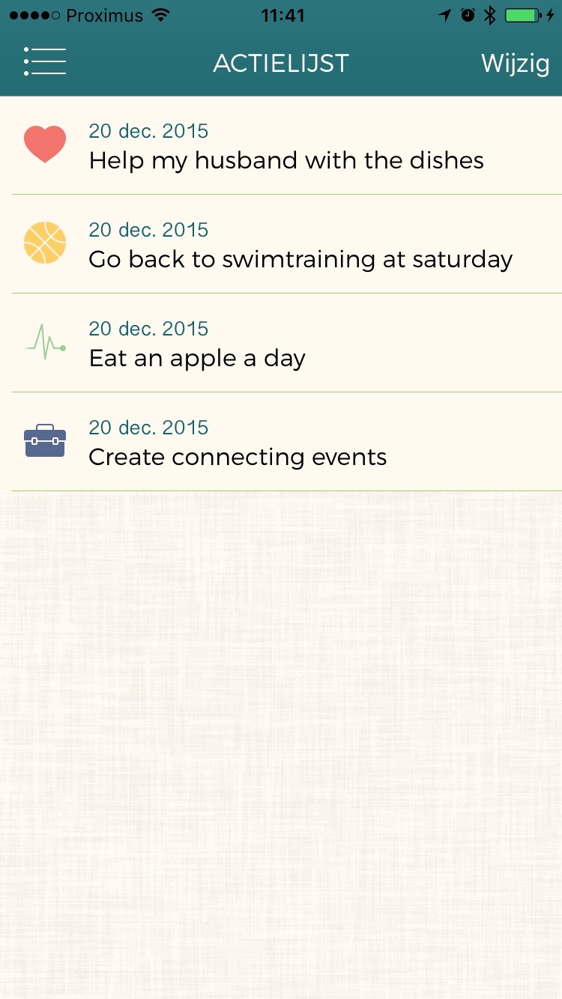 Proximus 11:41
ACTIELIJST Wijzig
20 dec. 2015
Help my husband with the dishes
20 dec. 2015
Go back to swimtraining at saturday
20 dec. 2015
Eat an apple a day
20 dec. 2015
Create connecting events